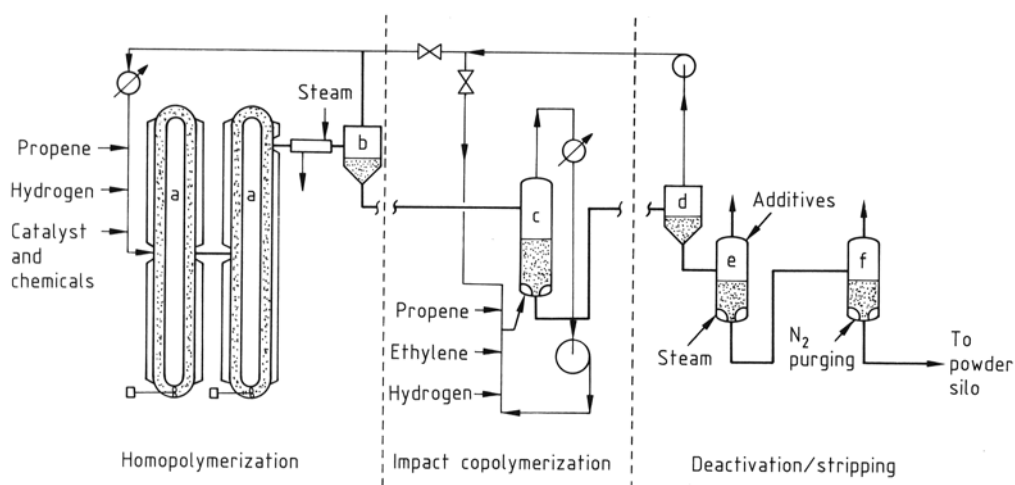 Steam
Propene
Hydrogen
Catalyst
and
chemicals
a
a
b
c
Propene
Ethylene
Hydrogen
d
Additives
e
f
Steam
N2
purging
To
powder
silo
Homopolymerization
Impact copolymerization
Deactivation/stripping